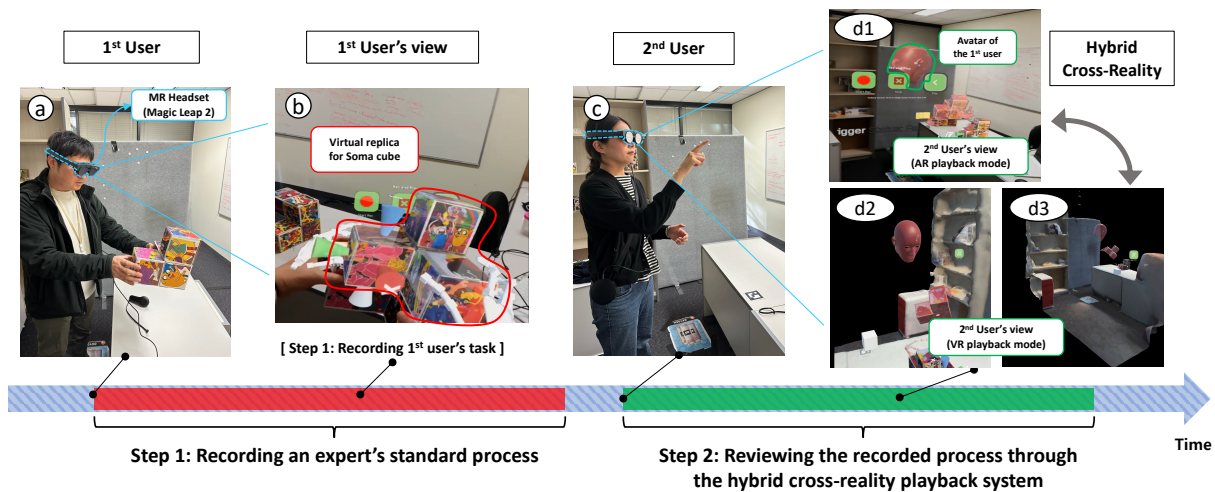 1st User
1st User's view
2nd User
d1
Hybrid
Cross-Reality
a
MR Headset
(Magic Leap 2)
b
Virtual replica
for Soma cube
c
Avatar of
the 1st user
rigger
2nd User's view
(AR playback mode)
d2
d3
2nd User's view
(VR playback mode)
[ Step 1: Recording 1st user's task ]
Time
Step 1: Recording an expert's standard process
Step 2: Reviewing the recorded process through
the hybrid cross-reality playback system